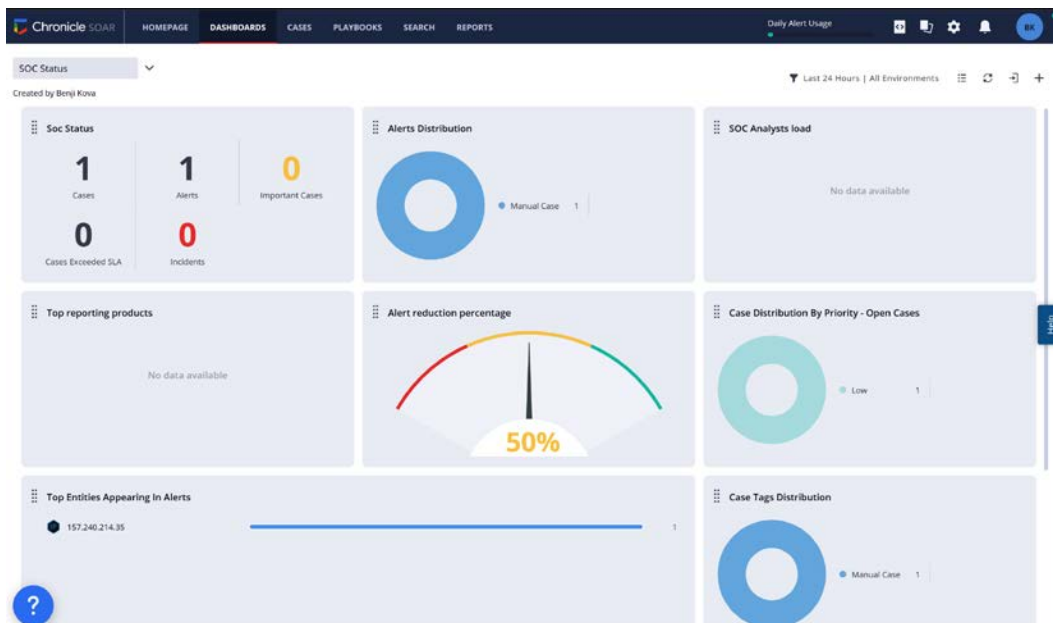 Chronicle SOAR HOMEPAGE DASHBOARDS CASES PLAYBOOKS SEARCH REPORTS Daily Alert Usage BK
SOC Status
Last 24 Hours | All Environments
Created by Benji Kova
Soc Status
1
Cases
1
Alerts
0
Important Cases
0
Cases Exceeded SLA
0
Incidents
Alerts Distribution
Manual Case 1
SOC Analysts load
No data available
Top reporting products
No data available
Alert reduction percentage
50%
Case Distribution By Priority - Open Cases
Low 1
Help
Top Entities Appearing In Alerts
157.240.214.35 1
Case Tags Distribution
Manual Case 1
?